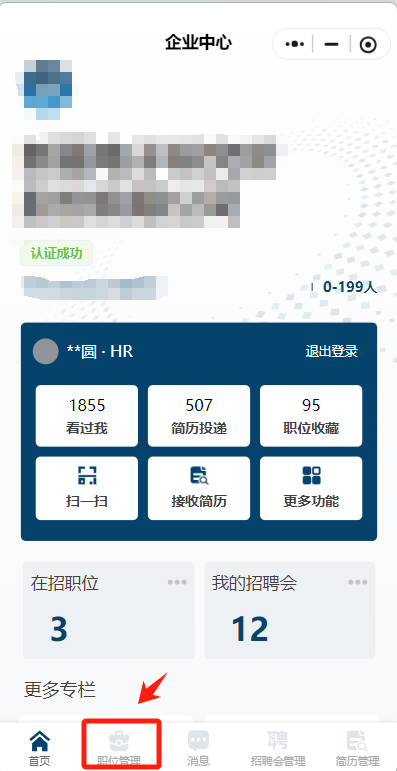 企业中心
认证成功
0-199人
**圆 · HR
退出登录
1855
507
95
看过我
简历投递
职位收藏
扫一扫
接收简历
更多功能
在招职位
我的招聘会
3
12
更多专栏
聘
首页
职位管理
消息
招聘会管理
简历管理